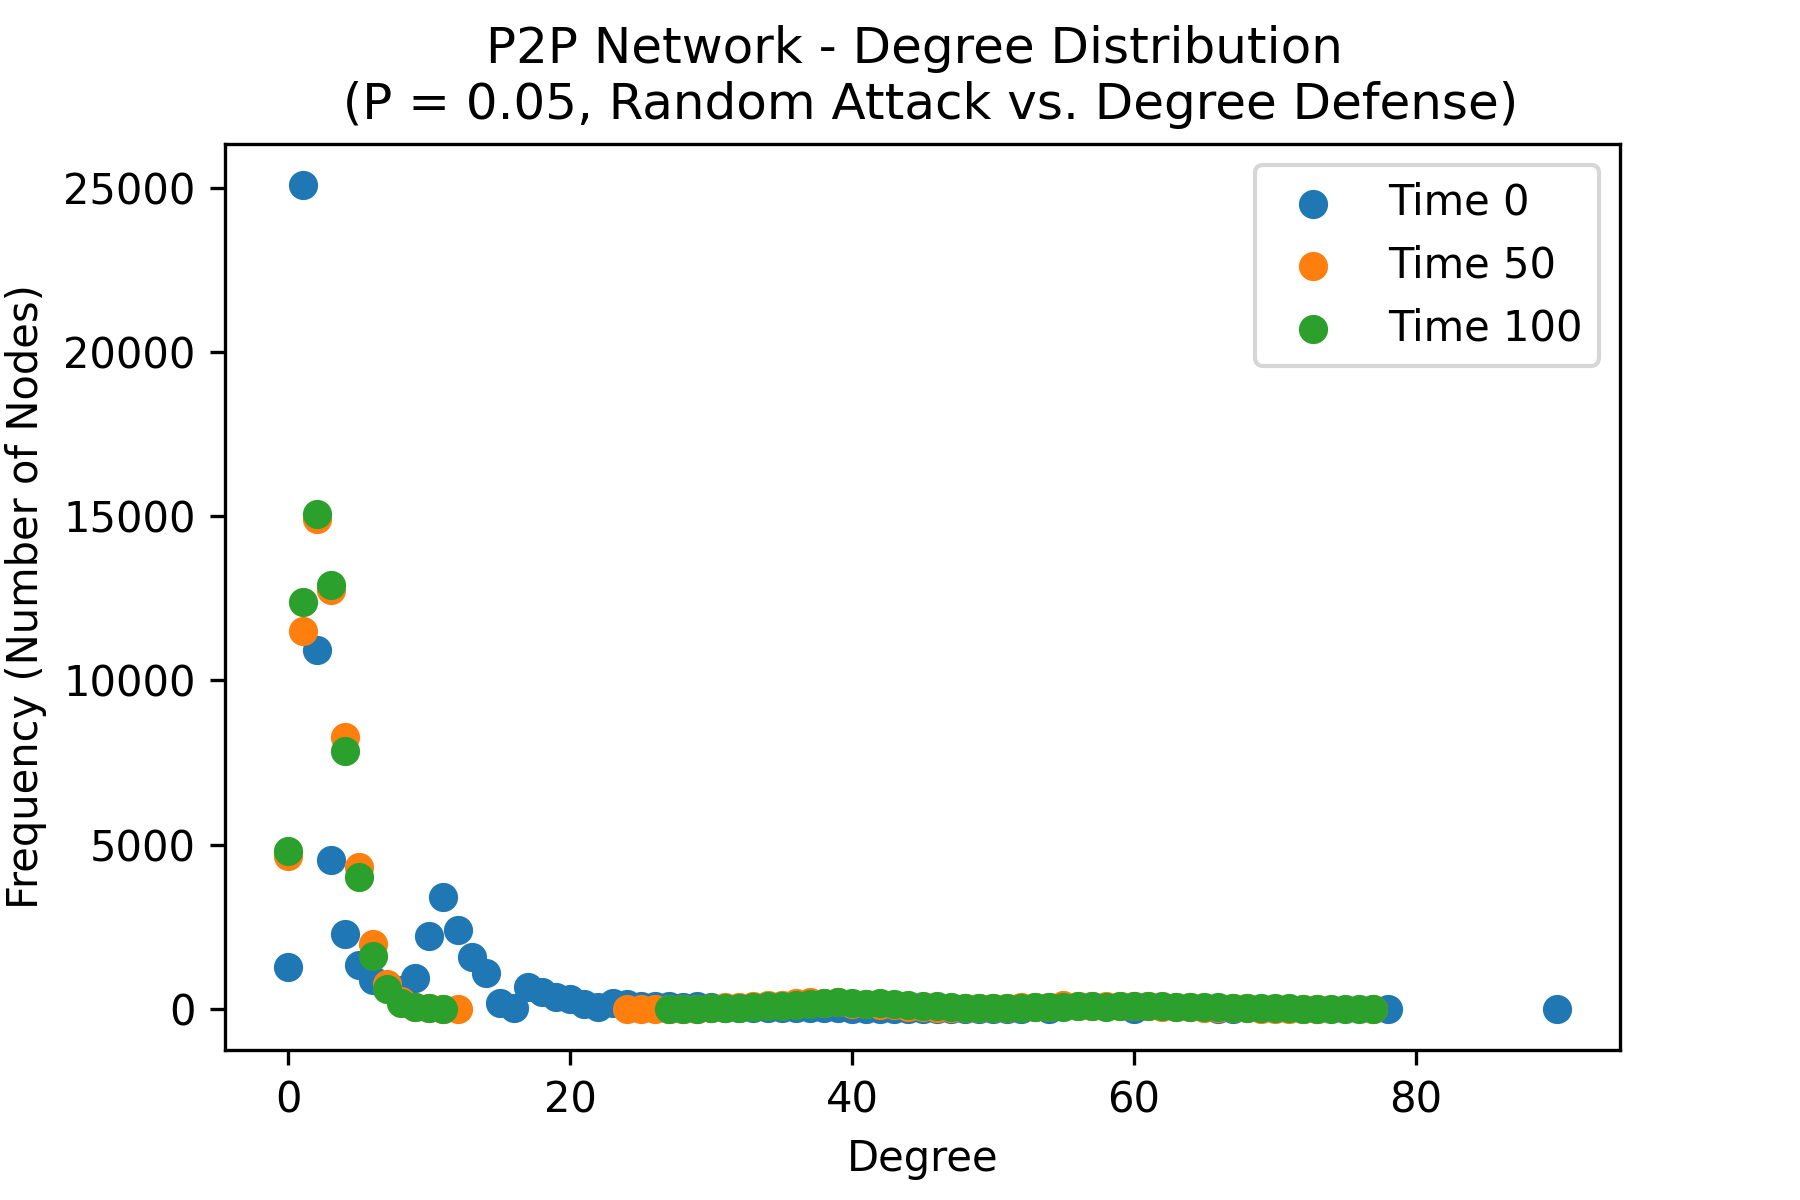 P2P Network - Degree Distribution
(P = 0.05, Random Attack vs. Degree Defense)
Time 0
Time 50
Time 100
Frequency (Number of Nodes)
25000
20000
15000
10000
5000
0
0 20 40 60 80
Degree